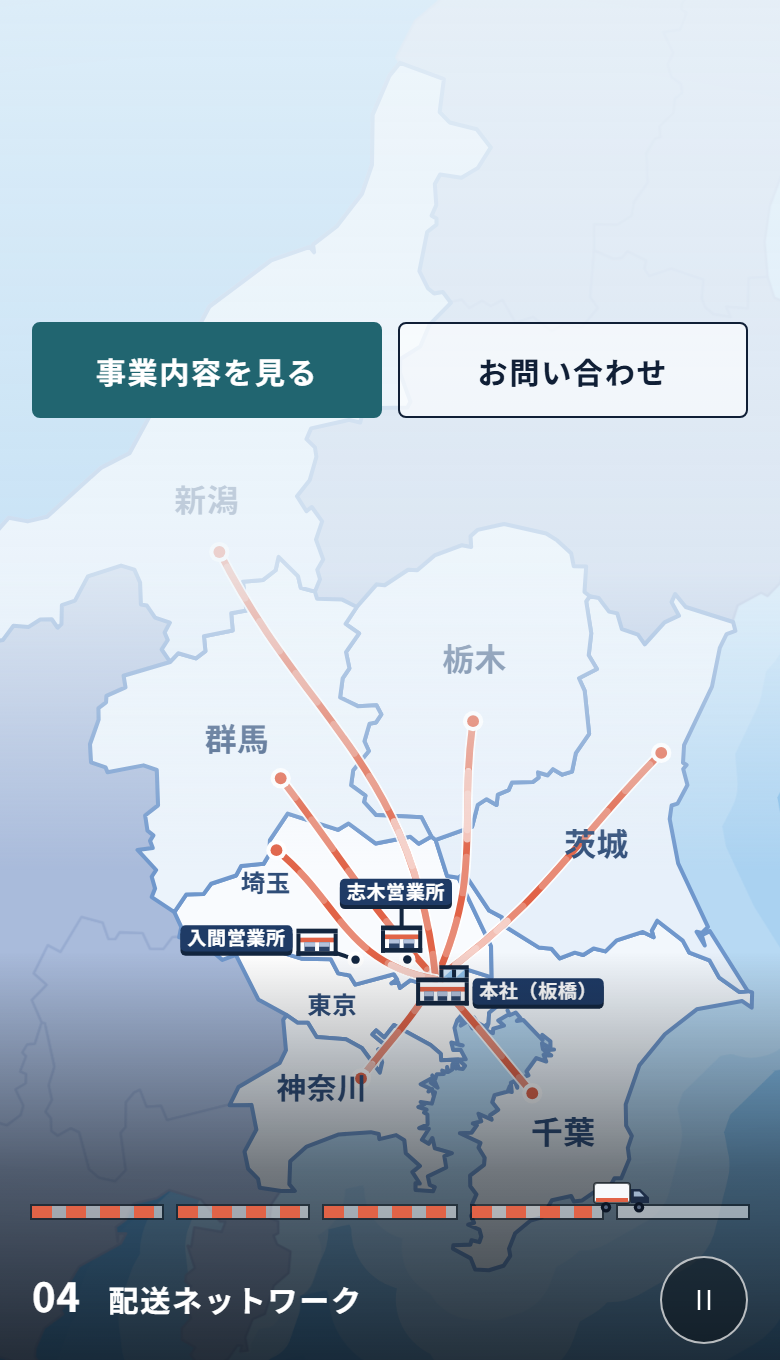 事業内容を見る
お問い合わせ
新潟
栃木
群馬
茨城
埼玉
志木営業所
入間営業所
本社（板橋）
東京
神奈川
千葉
04 配送ネットワーク